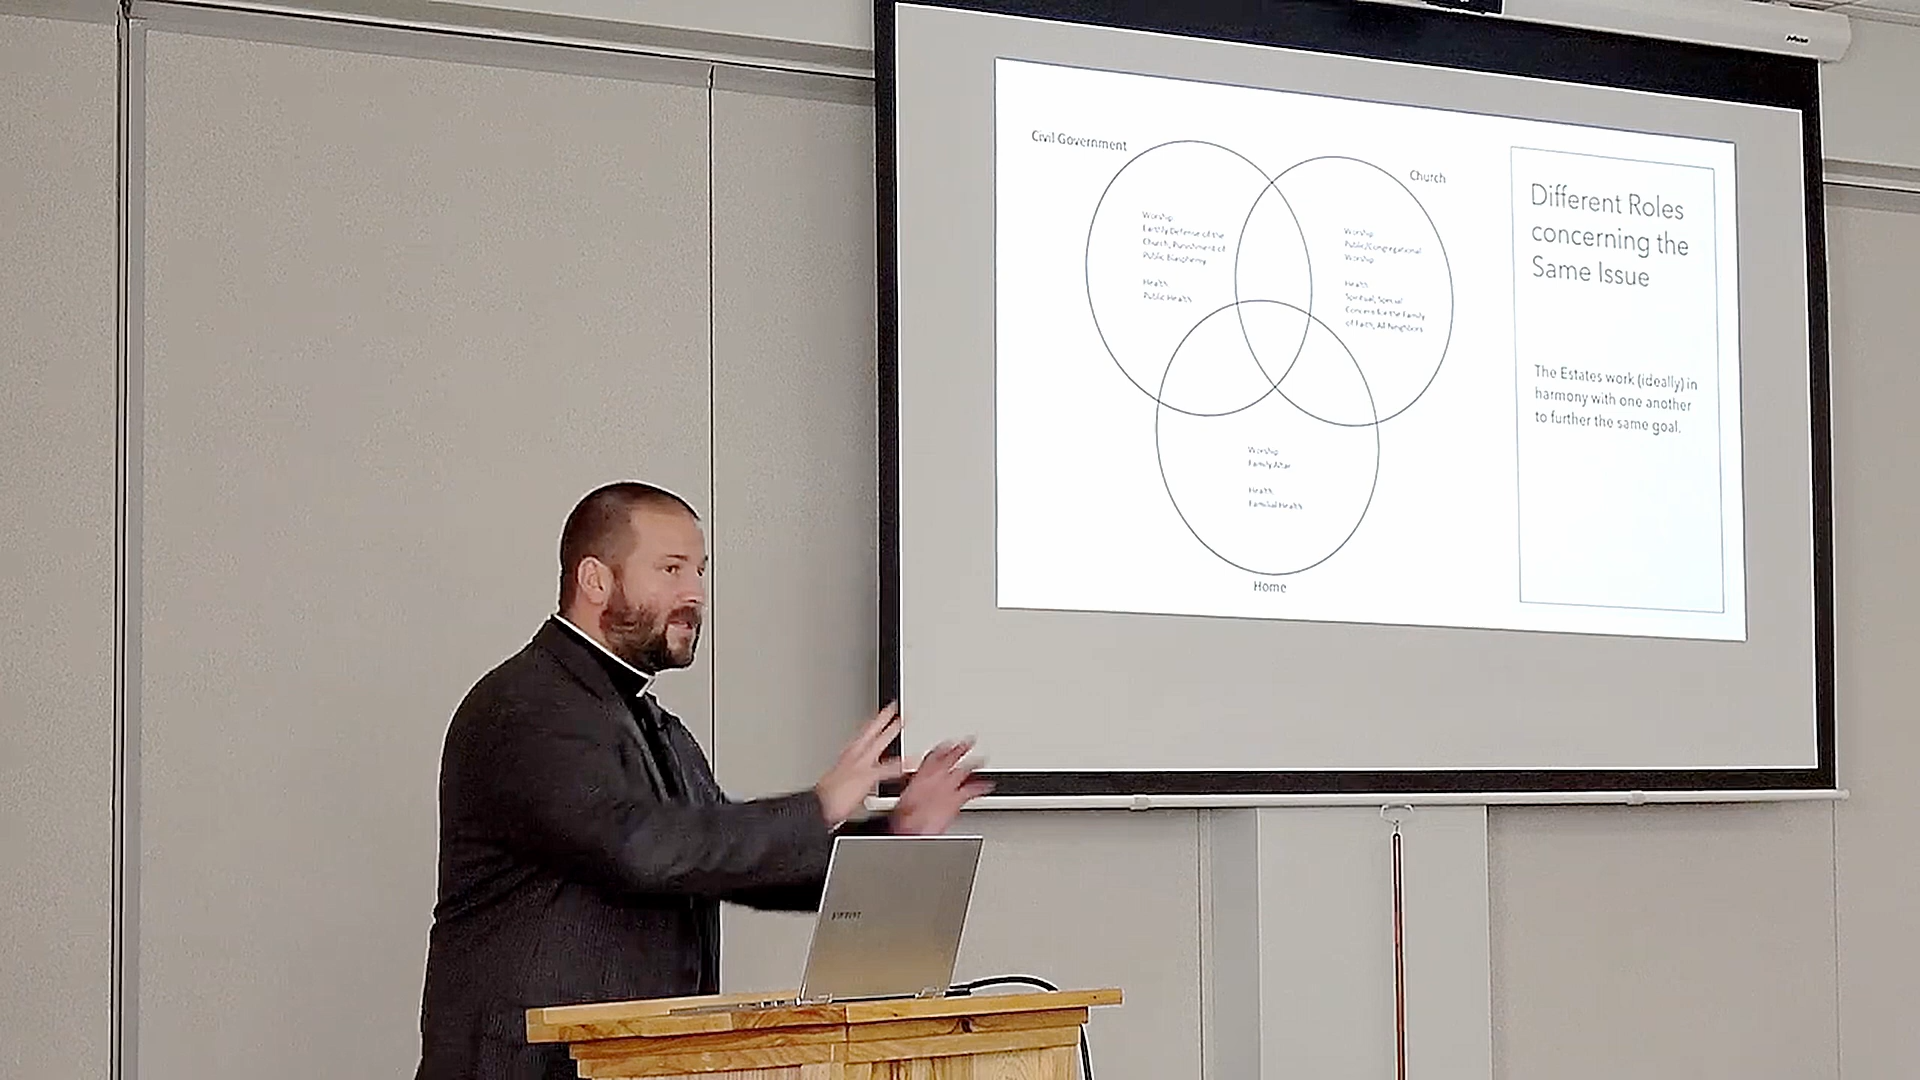 Civil Government
Church
Worship
Earthly Defense of the
Church, Punishment of
Public Blasphemy
Health
Public Health
Worship
Public/Congregational
Worship
Health
Spiritual, Special
Concern for the Family
of Faith, All Neighbors
Worship
Family Altar
Health
Familial Health
Home
Different Roles
concerning the
Same Issue
The Estates work (ideally) in
harmony with one another
to further the same goal.